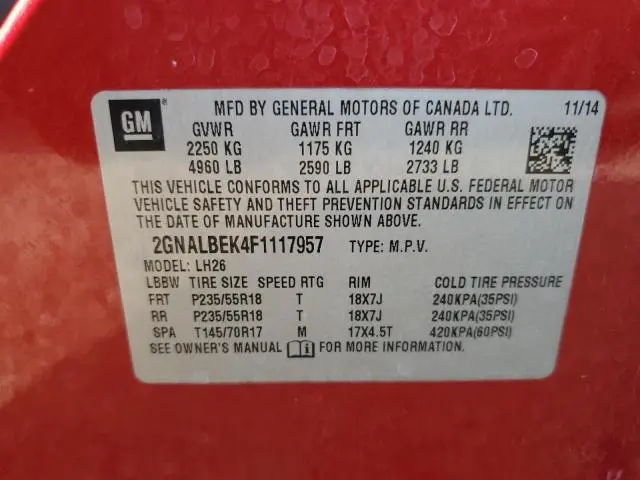 GM ® MFD BY GENERAL MOTORS OF CANADA LTD. 11/14
GVWR GAWR FRT GAWR RR
2250 KG 1175 KG 1240 KG
4960 LB 2590 LB 2733 LB
THIS VEHICLE CONFORMS TO ALL APPLICABLE U.S. FEDERAL MOTOR
VEHICLE SAFETY AND THEFT PREVENTION STANDARDS IN EFFECT ON
THE DATE OF MANUFACTURE SHOWN ABOVE.
2GNALBEK4F1117957 TYPE: M.P.V.
MODEL: LH26
LBBW TIRE SIZE SPEED RTG RIM COLD TIRE PRESSURE
FRT P235/55R18 T 18X7J 240KPA(35PSI)
RR P235/55R18 T 18X7J 240KPA(35PSI)
SPA T145/70R17 M 17X4.5T 420KPA(60PSI)
SEE OWNER'S MANUAL FOR MORE INFORMATION.